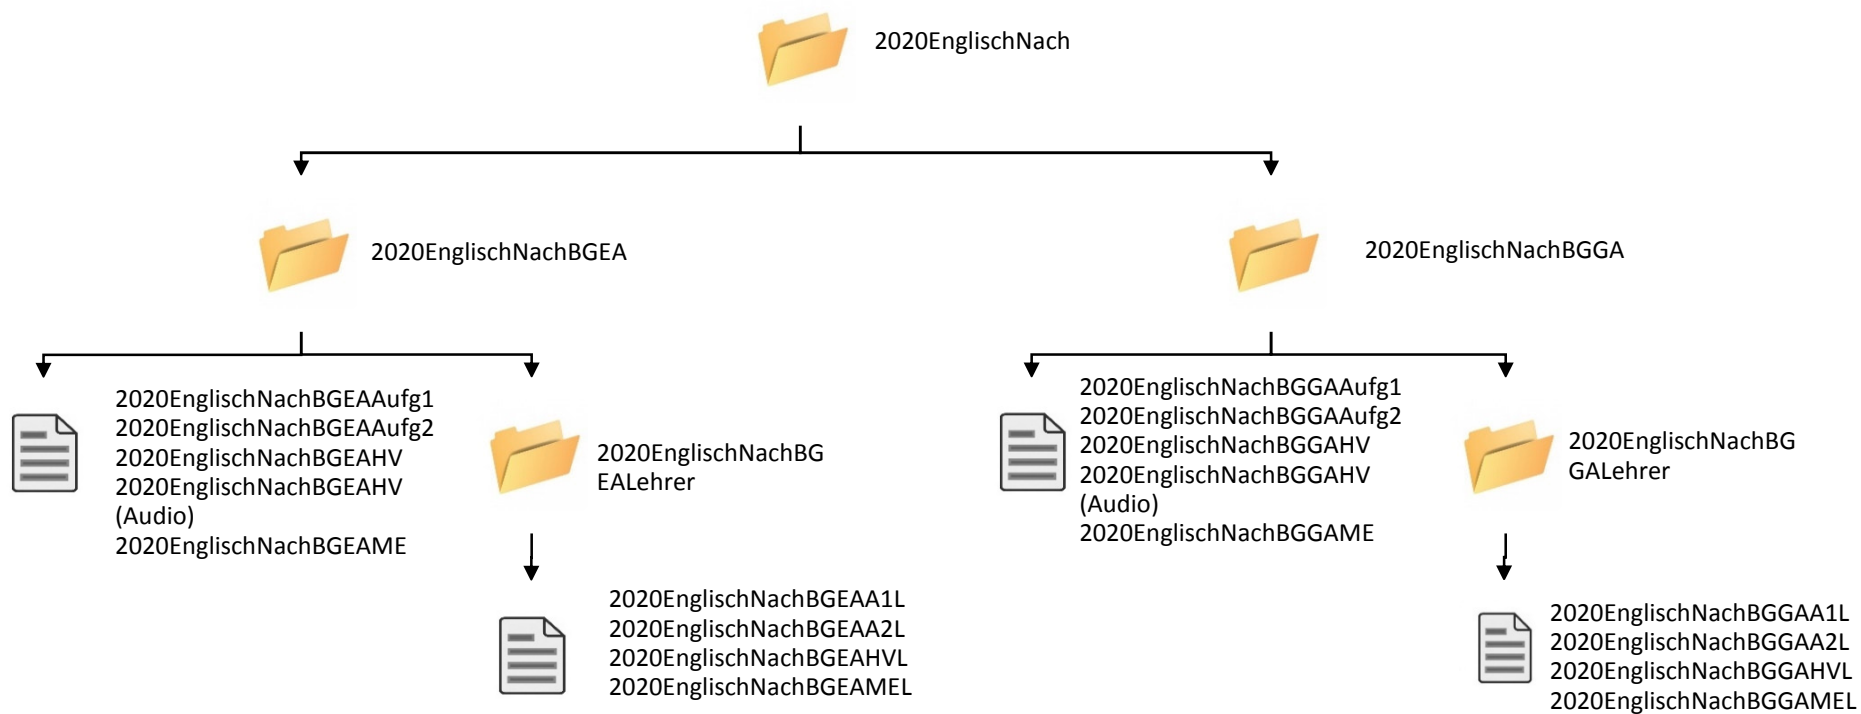 2020EnglischNach
2020EnglischNachBGEA
2020EnglischNachBGGA
2020EnglischNachBGEAAufg1
2020EnglischNachBGEAAufg2
2020EnglischNachBGEAHV
2020EnglischNachBGEAHV
(Audio)
2020EnglischNachBGEAME
2020EnglischNachBG
EALehrer
2020EnglischNachBGGAAufg1
2020EnglischNachBGGAAufg2
2020EnglischNachBGGAHV
2020EnglischNachBGGAHV
(Audio)
2020EnglischNachBGGAME
2020EnglischNachBG
GALehrer
2020EnglischNachBGEAA1L
2020EnglischNachBGEAA2L
2020EnglischNachBGEAHVL
2020EnglischNachBGEAMEL
2020EnglischNachBGGAA1L
2020EnglischNachBGGAA2L
2020EnglischNachBGGAHVL
2020EnglischNachBGGAMEL